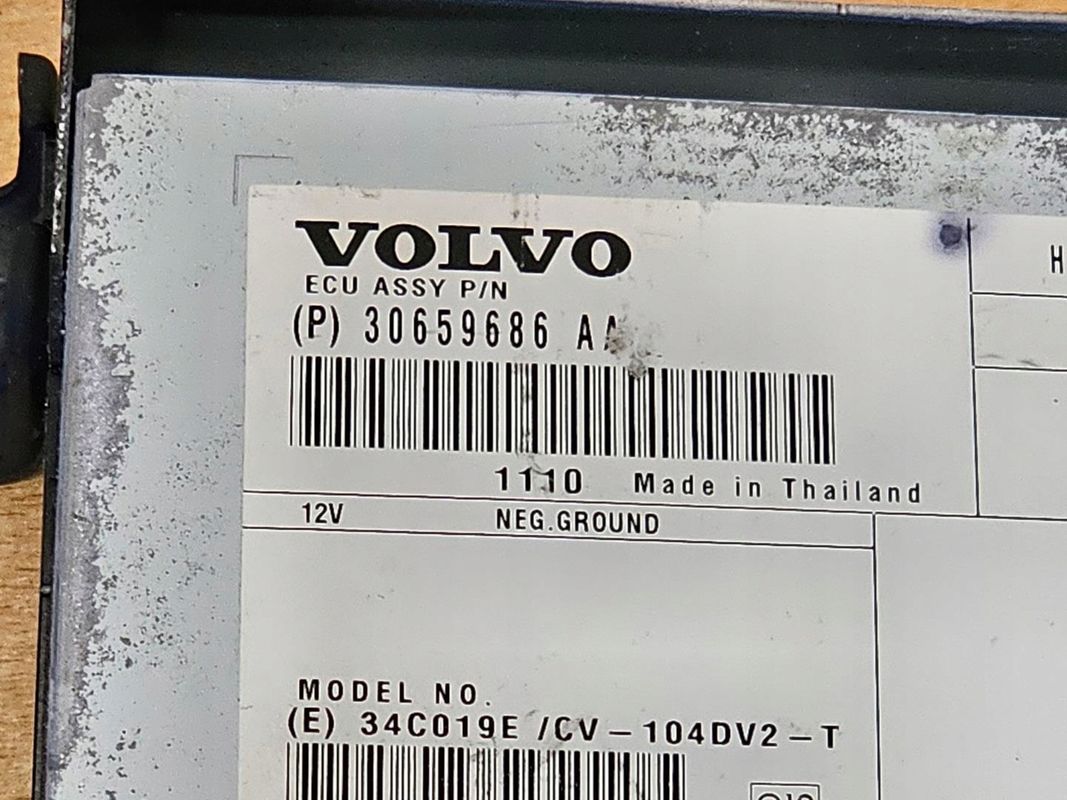 VOLVO
ECU ASSY P/N
(P) 30659686 AA
1110 Made in Thailand
12V NEG.GROUND
MODEL NO.
(E) 34C019E /CV-104DV2-T